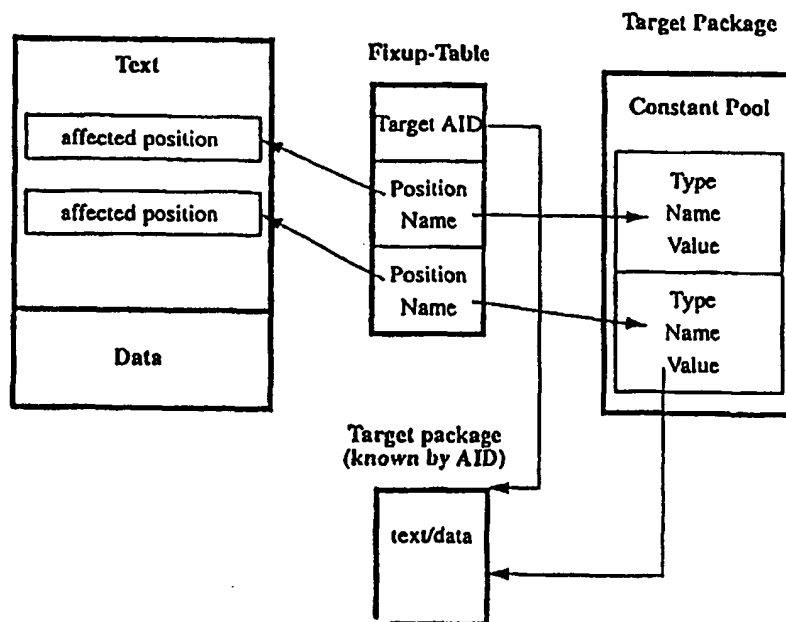 Text
affected position
affected position
Data
Fixup-Table
Target AID
Position
Name
Position
Name
Target Package
Constant Pool
Type
Name
Value
Type
Name
Value
Target package
(known by AID)
text/data